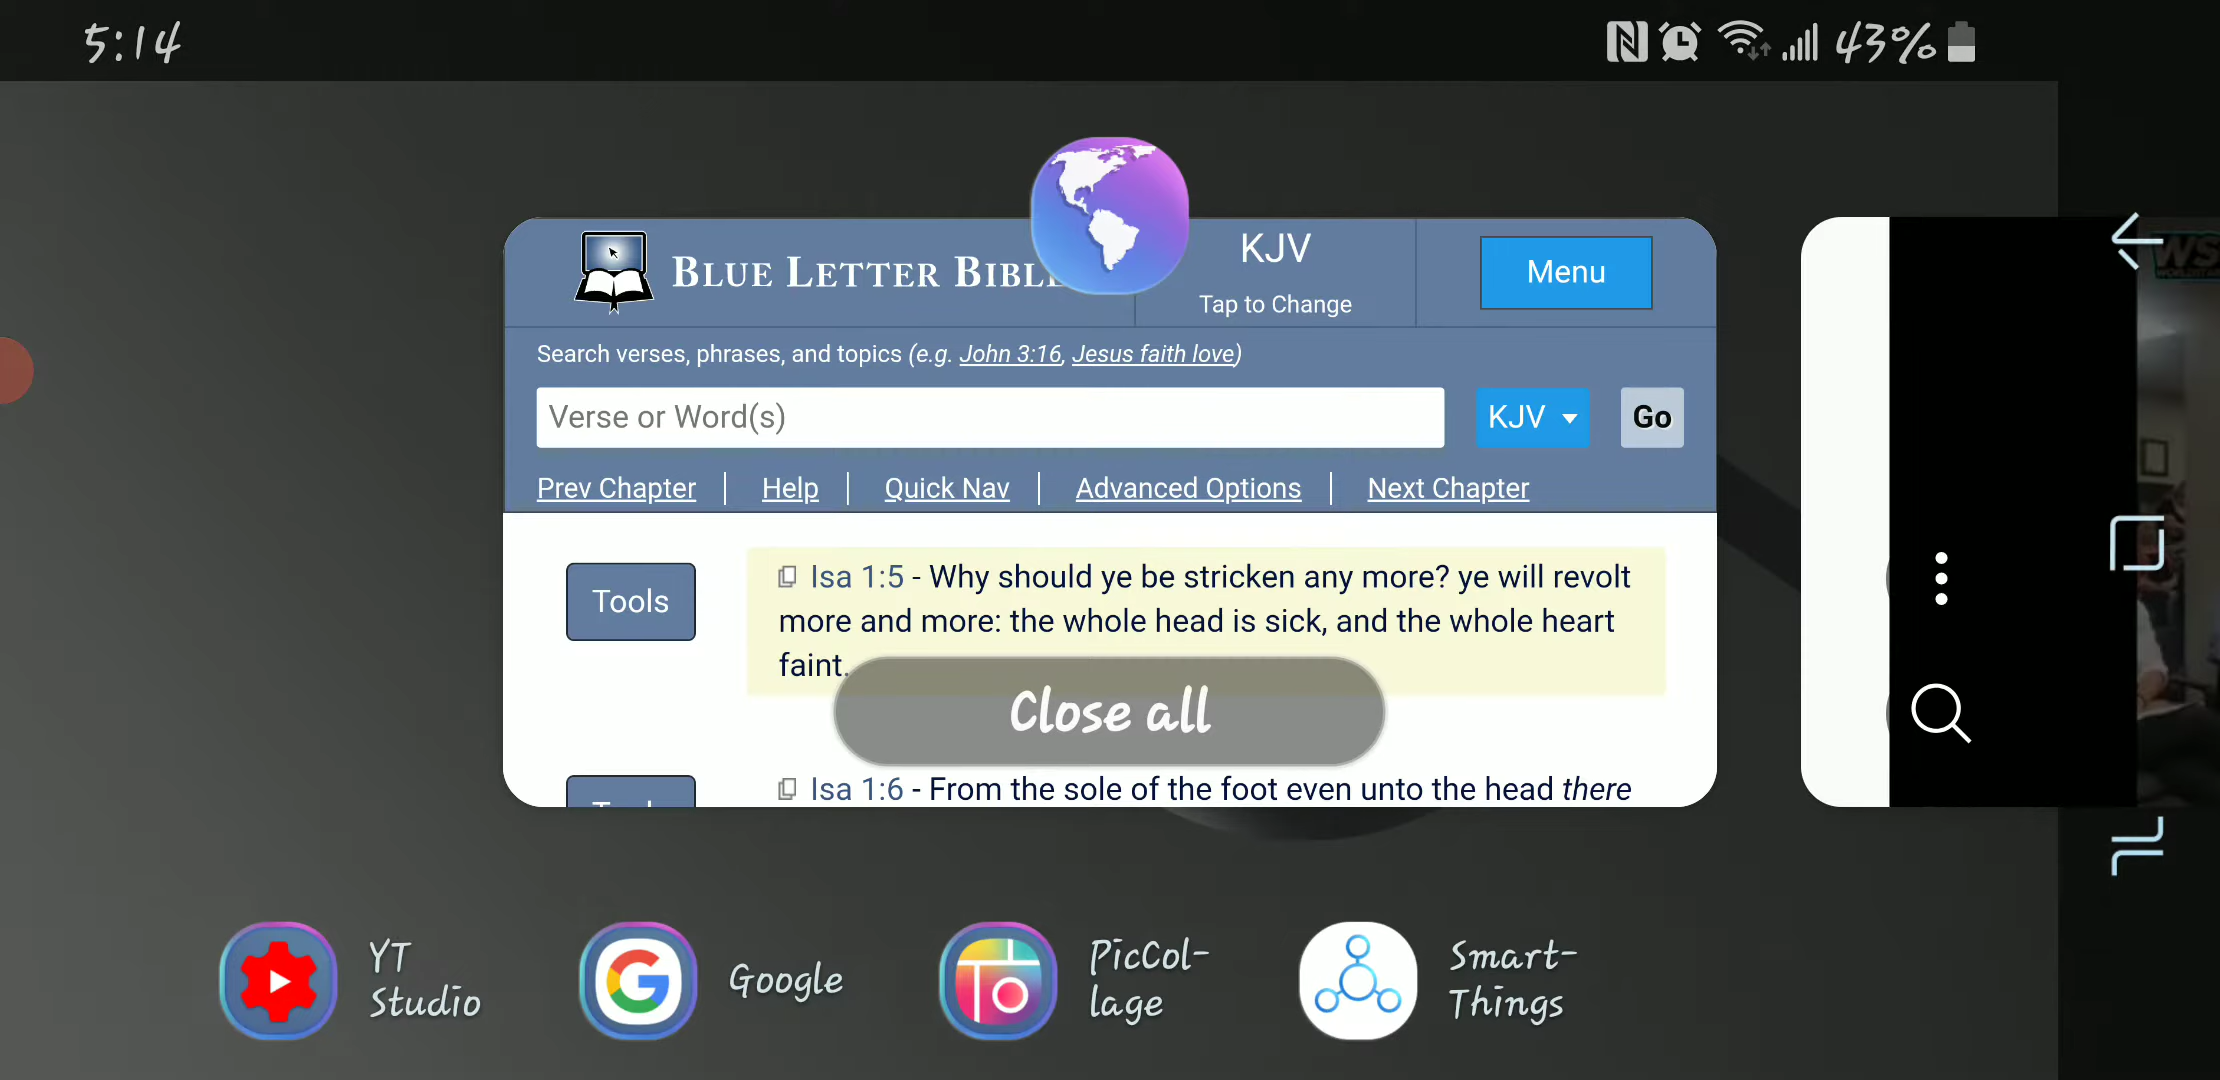 5:14
43%
BLUE LETTER BIBL
KJV
Tap to Change
Menu
Search verses, phrases, and topics (e.g. John 3:16, Jesus faith love)
Verse or Word(s)
KJV
Go
Prev Chapter
Help
Quick Nav
Advanced Options
Next Chapter
Tools
Isa 1:5 - Why should ye be stricken any more? ye will revolt
more and more: the whole head is sick, and the whole heart
faint.
Close all
Isa 1:6 - From the sole of the foot even unto the head there
YT
Studio
Google
PicCol-
lage
Smart-
Things